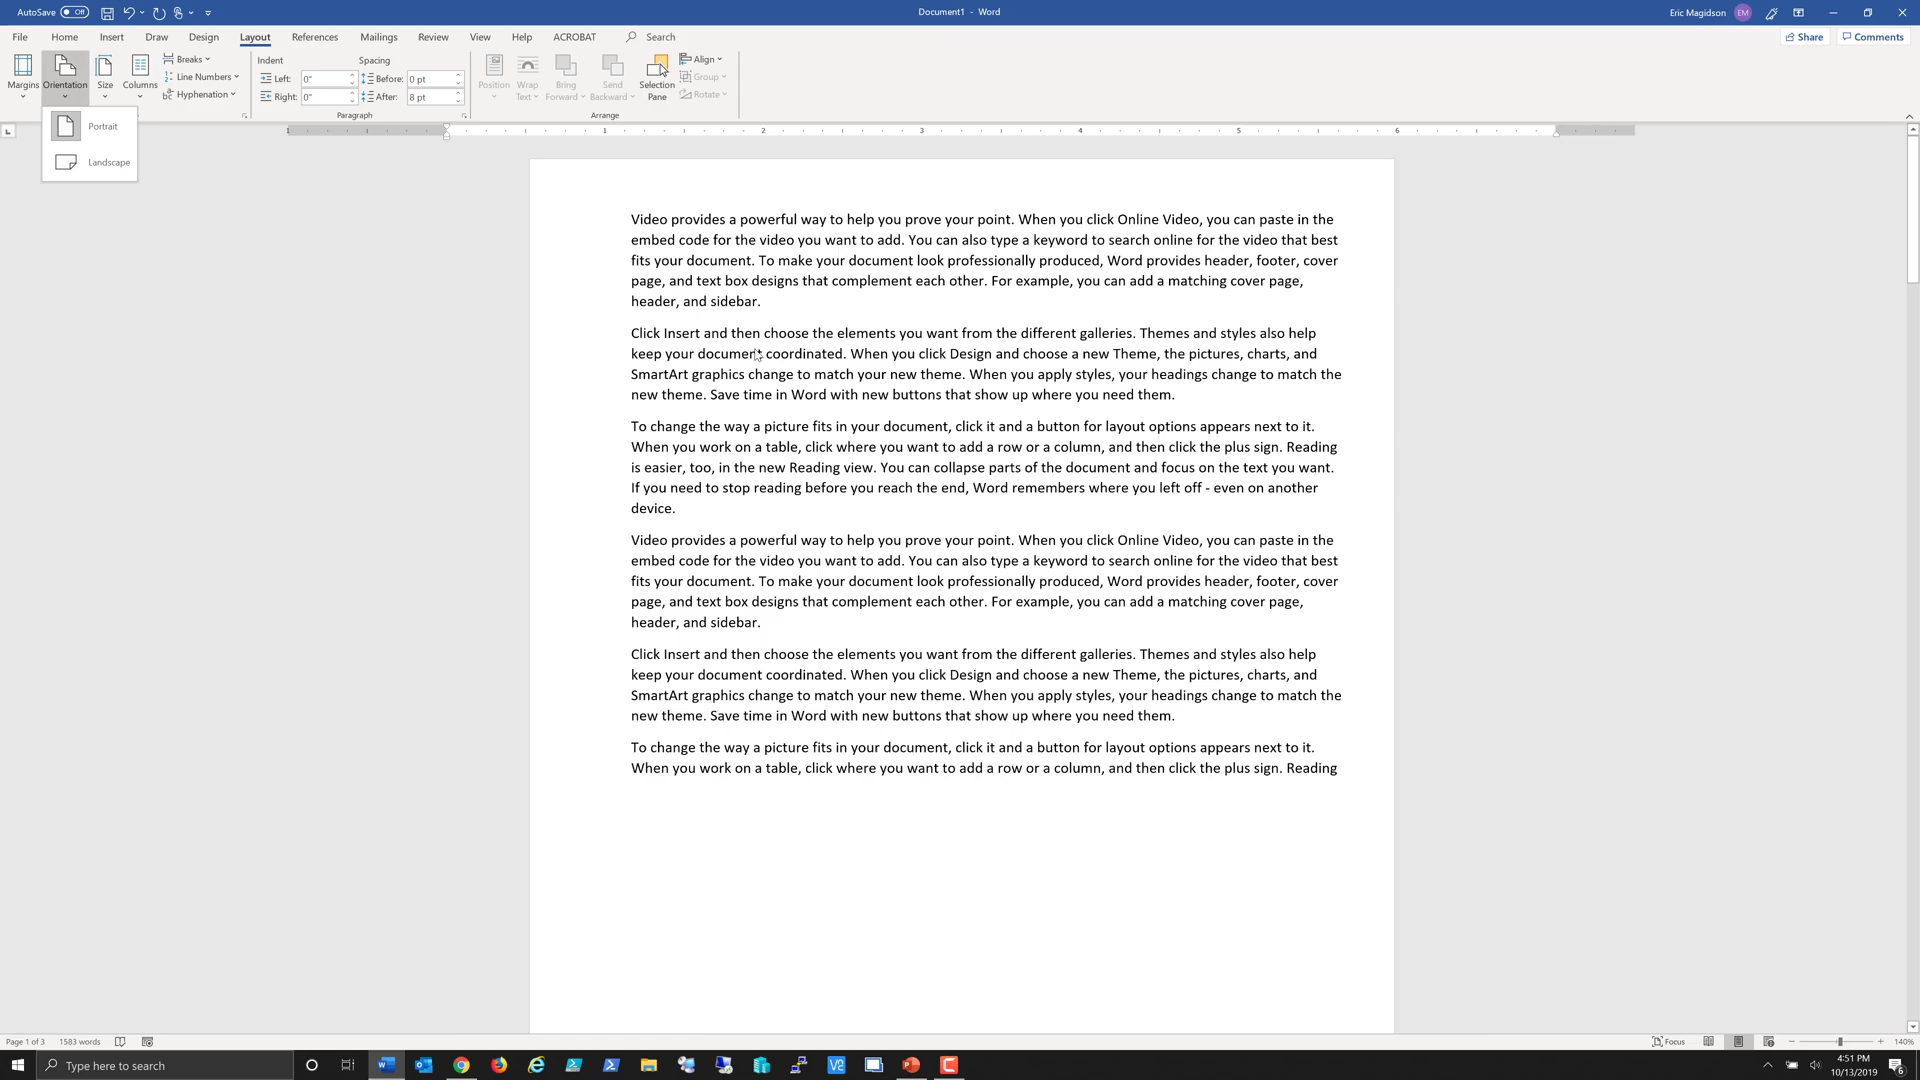 AutoSave Off
Document1 - Word
Eric Magidson EM
File Home Insert Draw Design Layout References Mailings Review View Help ACROBAT Search
Share Comments
Margins Orientation Size Columns
Breaks
Line Numbers
Hyphenation
Indent
Left: 0"
Right: 0"
Spacing
Before: 0 pt
After: 8 pt
Position Wrap Text Bring Forward Send Backward Selection Pane
Align
Group
Rotate
Paragraph
Arrange
Portrait
Landscape
1 1 2 3 4 5 6
Video provides a powerful way to help you prove your point. When you click Online Video, you can paste in the
embed code for the video you want to add. You can also type a keyword to search online for the video that best
fits your document. To make your document look professionally produced, Word provides header, footer, cover
page, and text box designs that complement each other. For example, you can add a matching cover page,
header, and sidebar.
Click Insert and then choose the elements you want from the different galleries. Themes and styles also help
keep your document coordinated. When you click Design and choose a new Theme, the pictures, charts, and
SmartArt graphics change to match your new theme. When you apply styles, your headings change to match the
new theme. Save time in Word with new buttons that show up where you need them.
To change the way a picture fits in your document, click it and a button for layout options appears next to it.
When you work on a table, click where you want to add a row or a column, and then click the plus sign. Reading
is easier, too, in the new Reading view. You can collapse parts of the document and focus on the text you want.
If you need to stop reading before you reach the end, Word remembers where you left off - even on another
device.
Video provides a powerful way to help you prove your point. When you click Online Video, you can paste in the
embed code for the video you want to add. You can also type a keyword to search online for the video that best
fits your document. To make your document look professionally produced, Word provides header, footer, cover
page, and text box designs that complement each other. For example, you can add a matching cover page,
header, and sidebar.
Click Insert and then choose the elements you want from the different galleries. Themes and styles also help
keep your document coordinated. When you click Design and choose a new Theme, the pictures, charts, and
SmartArt graphics change to match your new theme. When you apply styles, your headings change to match the
new theme. Save time in Word with new buttons that show up where you need them.
To change the way a picture fits in your document, click it and a button for layout options appears next to it.
When you work on a table, click where you want to add a row or a column, and then click the plus sign. Reading
Page 1 of 3 1583 words
Focus
140%
Type here to search
4:51 PM
10/13/2019
6